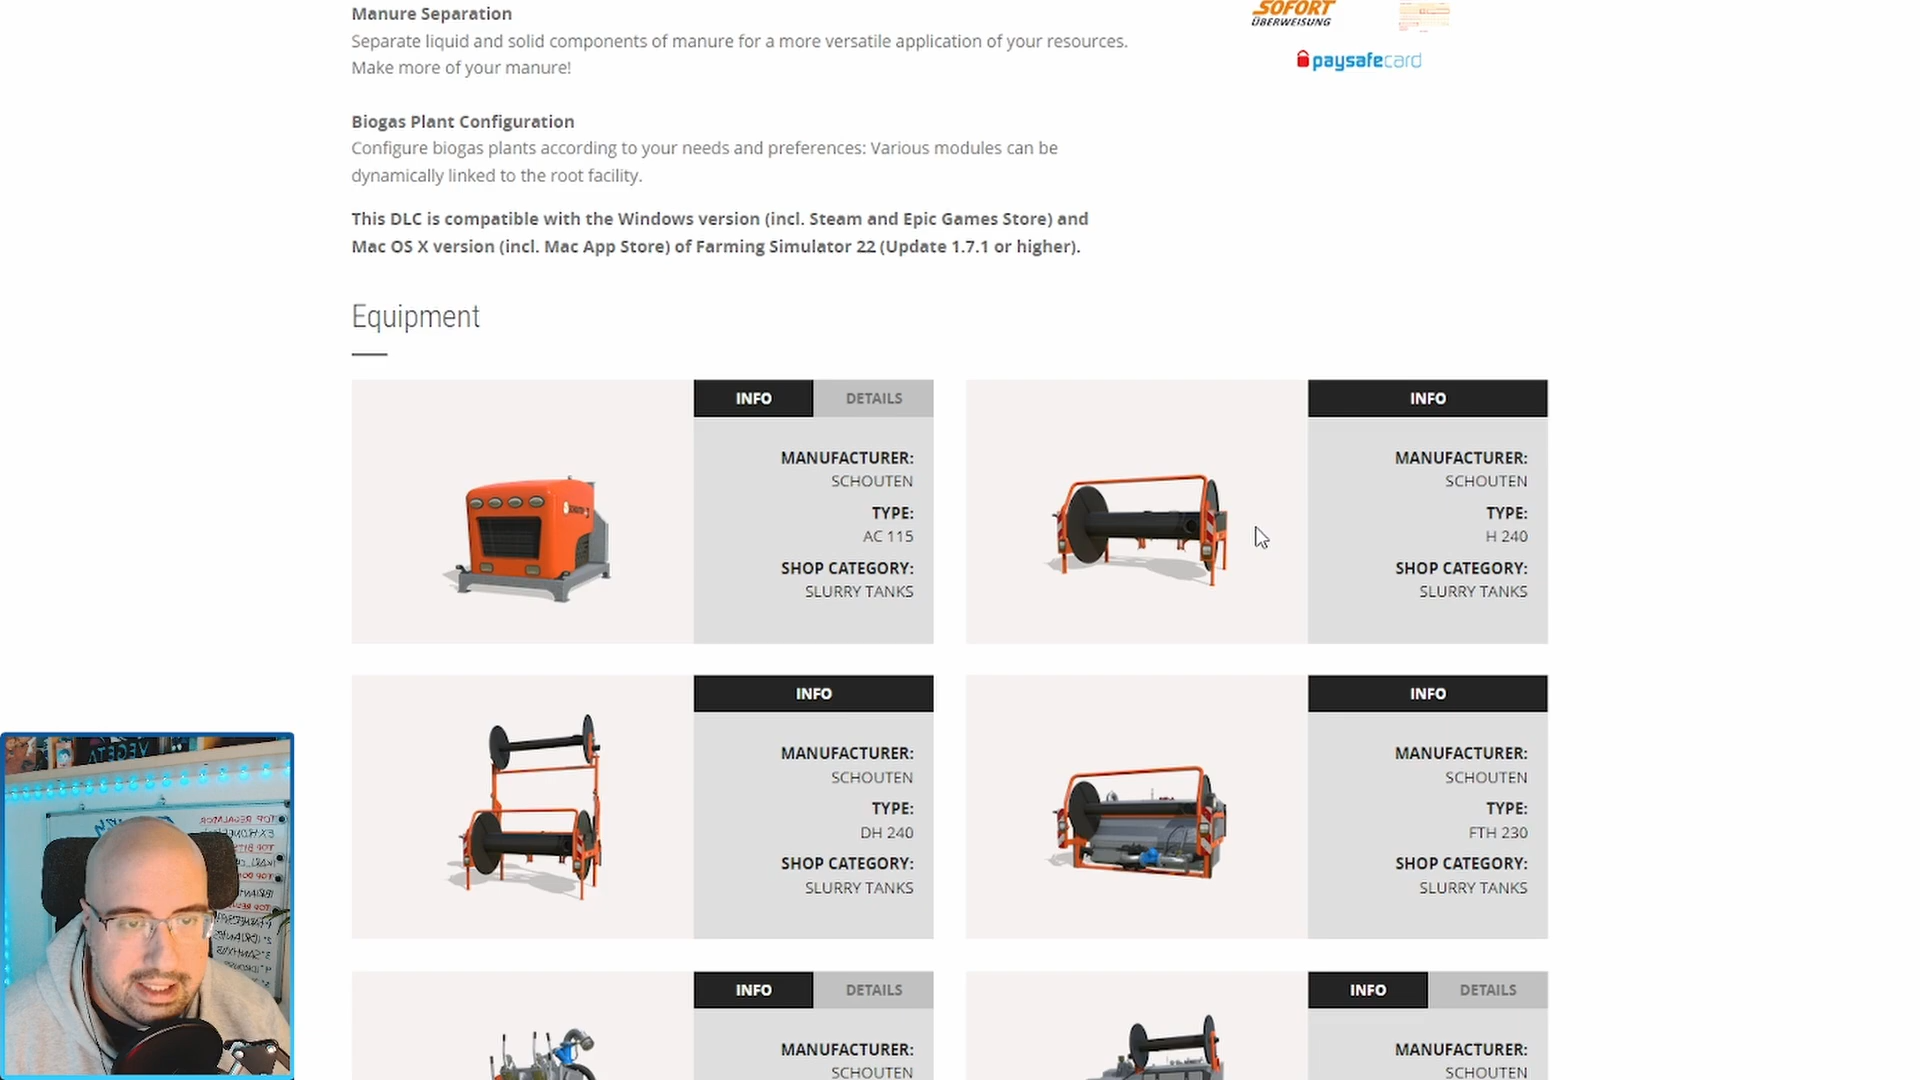 Manure Separation
Separate liquid and solid components of manure for a more versatile application of your resources.
Make more of your manure!
SOFORT
ÜBERWEISUNG
paysafecard
Biogas Plant Configuration
Configure biogas plants according to your needs and preferences: Various modules can be
dynamically linked to the root facility.
This DLC is compatible with the Windows version (incl. Steam and Epic Games Store) and
Mac OS X version (incl. Mac App Store) of Farming Simulator 22 (Update 1.7.1 or higher).
Equipment
INFO DETAILS
MANUFACTURER:
SCHOUTEN
TYPE:
AC 115
SHOP CATEGORY:
SLURRY TANKS
INFO
MANUFACTURER:
SCHOUTEN
TYPE:
H 240
SHOP CATEGORY:
SLURRY TANKS
INFO
MANUFACTURER:
SCHOUTEN
TYPE:
DH 240
SHOP CATEGORY:
SLURRY TANKS
INFO
MANUFACTURER:
SCHOUTEN
TYPE:
FTH 230
SHOP CATEGORY:
SLURRY TANKS
INFO DETAILS
MANUFACTURER:
SCHOUTEN
INFO DETAILS
MANUFACTURER:
SCHOUTEN
VEGETA